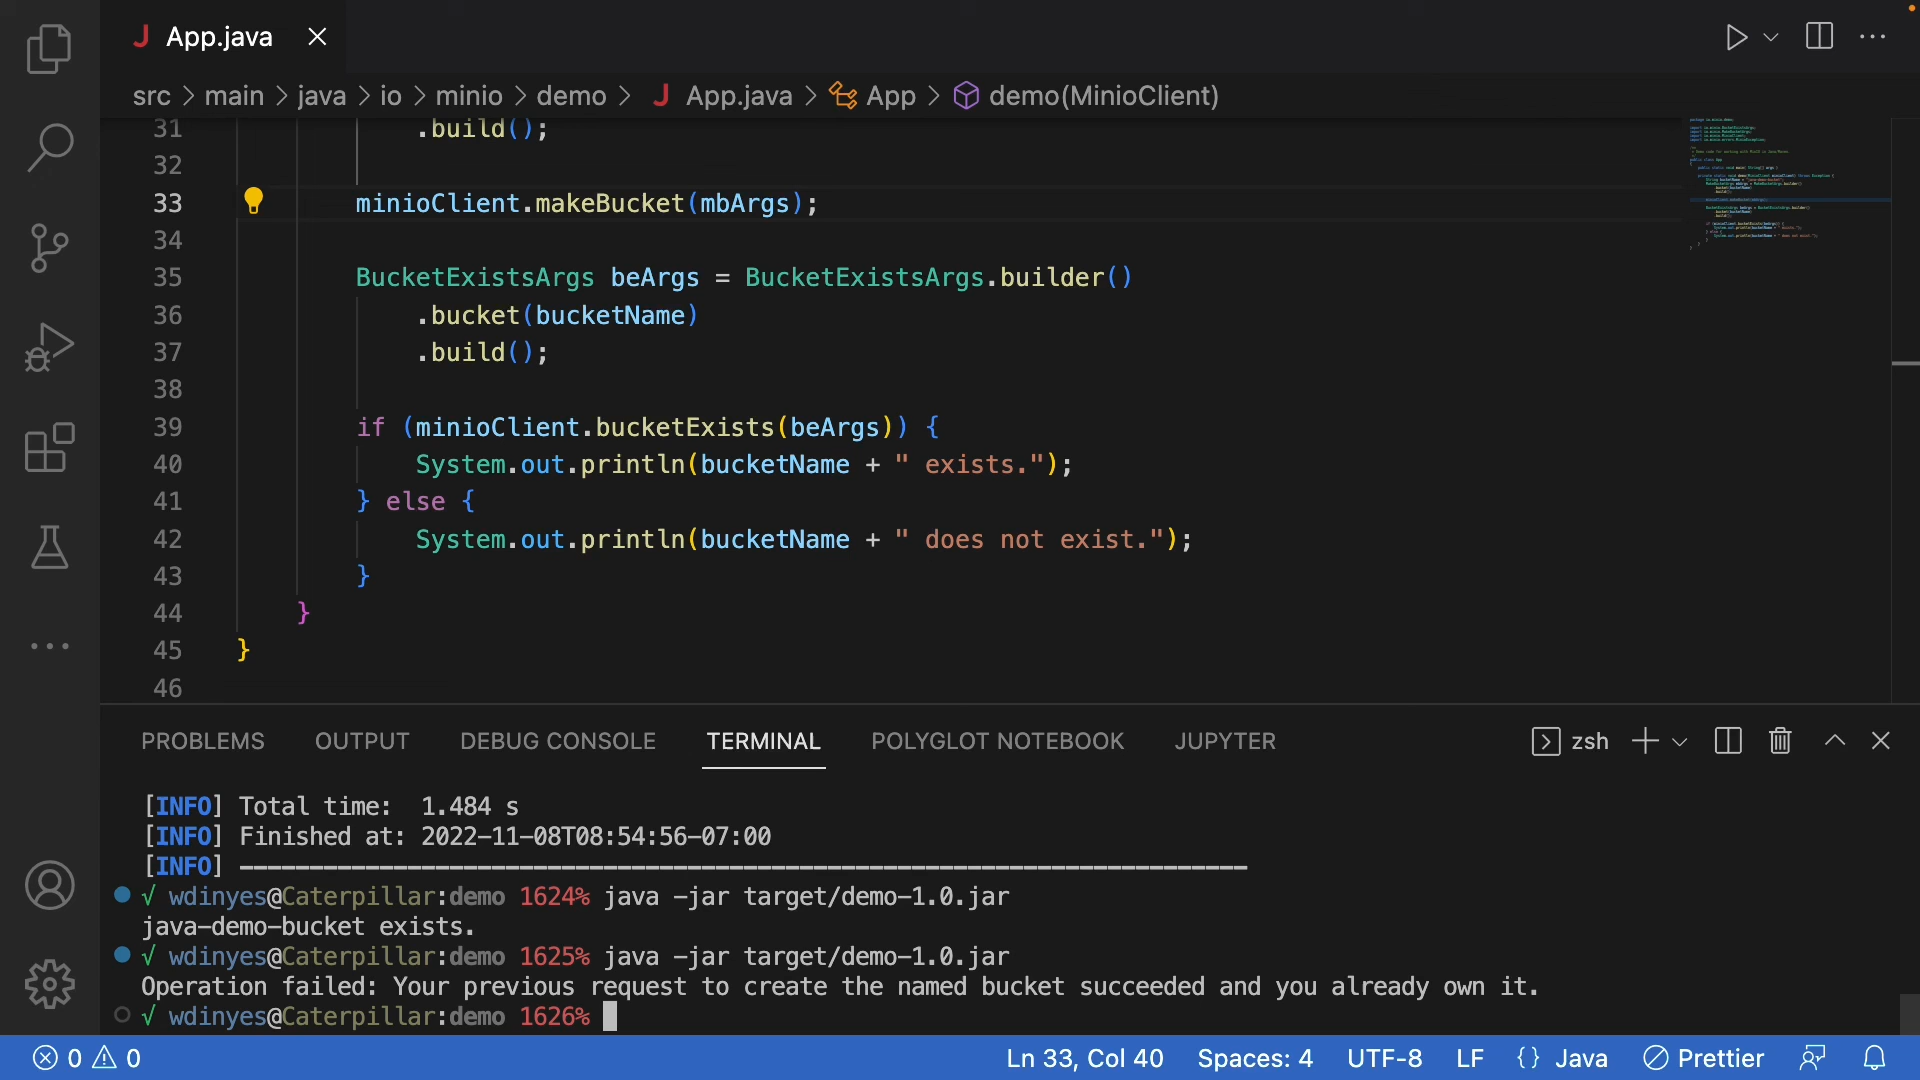 App.java
src > main > java > io > minio > demo > App.java > App > demo(MinioClient)
31 .build();
32
33 minioClient.makeBucket(mbArgs);
34
35 BucketExistsArgs beArgs = BucketExistsArgs.builder()
36 .bucket(bucketName)
37 .build();
38
39 if (minioClient.bucketExists(beArgs)) {
40 System.out.println(bucketName + " exists.");
41 } else {
42 System.out.println(bucketName + " does not exist.");
43 }
44 }
45 }
46
PROBLEMS OUTPUT DEBUG CONSOLE TERMINAL POLYGLOT NOTEBOOK JUPYTER zsh
[INFO] Total time:  1.484 s
[INFO] Finished at: 2022-11-08T08:54:56-07:00
[INFO] ------------------------------------------------------------------------
√ wdinyes@Caterpillar:demo 1624% java -jar target/demo-1.0.jar
java-demo-bucket exists.
√ wdinyes@Caterpillar:demo 1625% java -jar target/demo-1.0.jar
Operation failed: Your previous request to create the named bucket succeeded and you already own it.
√ wdinyes@Caterpillar:demo 1626%
0 0 Ln 33, Col 40 Spaces: 4 UTF-8 LF {} Java Prettier